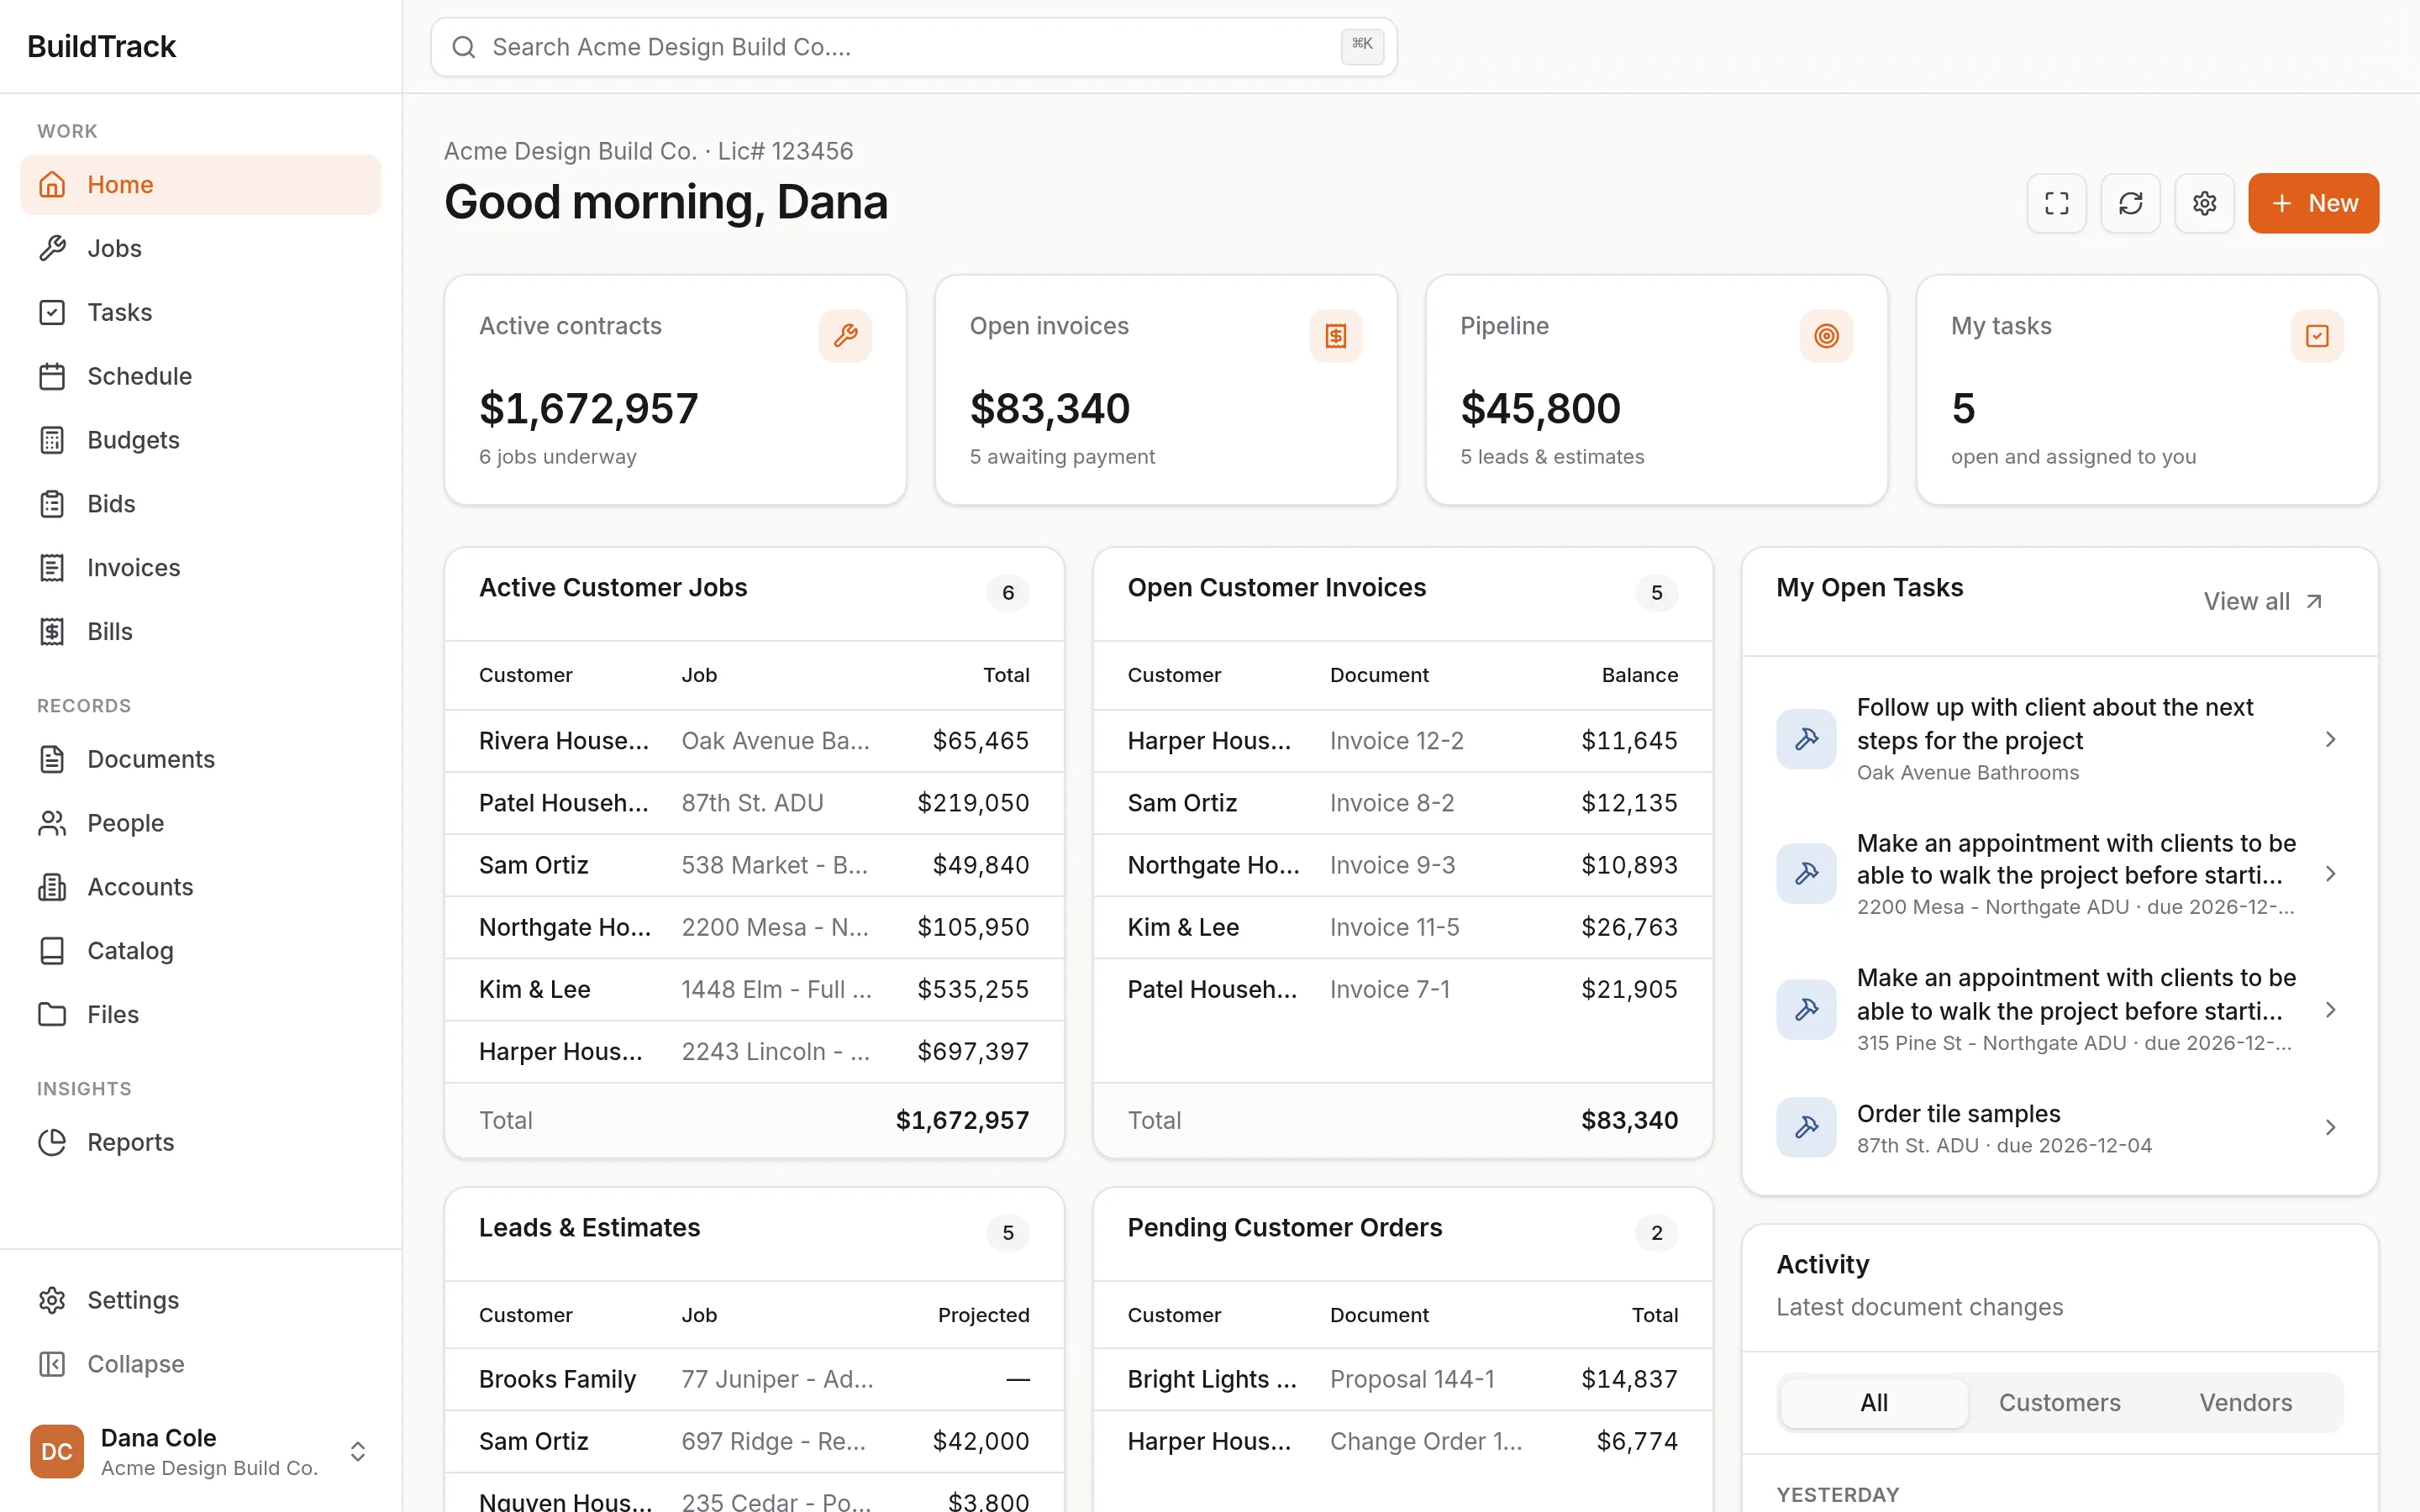 BuildTrack
Search Acme Design Build Co....
⌘K
WORK
Home
Jobs
Tasks
Schedule
Budgets
Bids
Invoices
Bills
RECORDS
Documents
People
Accounts
Catalog
Files
INSIGHTS
Reports
Settings
Collapse
DC
Dana Cole
Acme Design Build Co.
Acme Design Build Co. · Lic# 123456
Good morning, Dana
New
Active contracts
$1,672,957
6 jobs underway
Open invoices
$83,340
5 awaiting payment
Pipeline
$45,800
5 leads & estimates
My tasks
5
open and assigned to you
Active Customer Jobs 6
Customer Job Total
Rivera House... Oak Avenue Ba... $65,465
Patel Househ... 87th St. ADU $219,050
Sam Ortiz 538 Market - B... $49,840
Northgate Ho... 2200 Mesa - N... $105,950
Kim & Lee 1448 Elm - Full ... $535,255
Harper Hous... 2243 Lincoln - ... $697,397
Total $1,672,957
Open Customer Invoices 5
Customer Document Balance
Harper Hous... Invoice 12-2 $11,645
Sam Ortiz Invoice 8-2 $12,135
Northgate Ho... Invoice 9-3 $10,893
Kim & Lee Invoice 11-5 $26,763
Patel Househ... Invoice 7-1 $21,905
Total $83,340
My Open Tasks
View all
Follow up with client about the next
steps for the project
Oak Avenue Bathrooms
Make an appointment with clients to be
able to walk the project before starti...
2200 Mesa - Northgate ADU · due 2026-12-...
Make an appointment with clients to be
able to walk the project before starti...
315 Pine St - Northgate ADU · due 2026-12-...
Order tile samples
87th St. ADU · due 2026-12-04
Leads & Estimates 5
Customer Job Projected
Brooks Family 77 Juniper - Ad... —
Sam Ortiz 697 Ridge - Re... $42,000
Nguyen Hous... 235 Cedar - Po... $3,800
Pending Customer Orders 2
Customer Document Total
Bright Lights ... Proposal 144-1 $14,837
Harper Hous... Change Order 1... $6,774
Activity
Latest document changes
All Customers Vendors
YESTERDAY